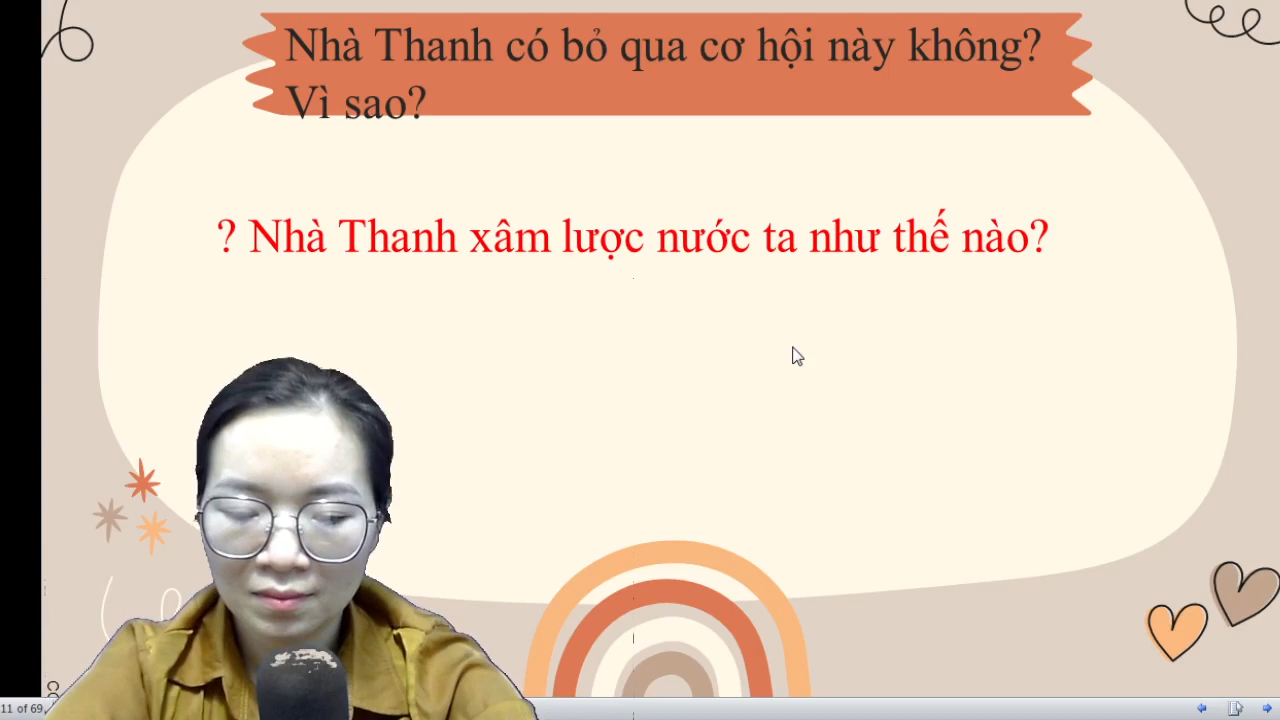 Nhà Thanh có bỏ qua cơ hội này không?
Vì sao?
? Nhà Thanh xâm lược nước ta như thế nào?
11 of 69